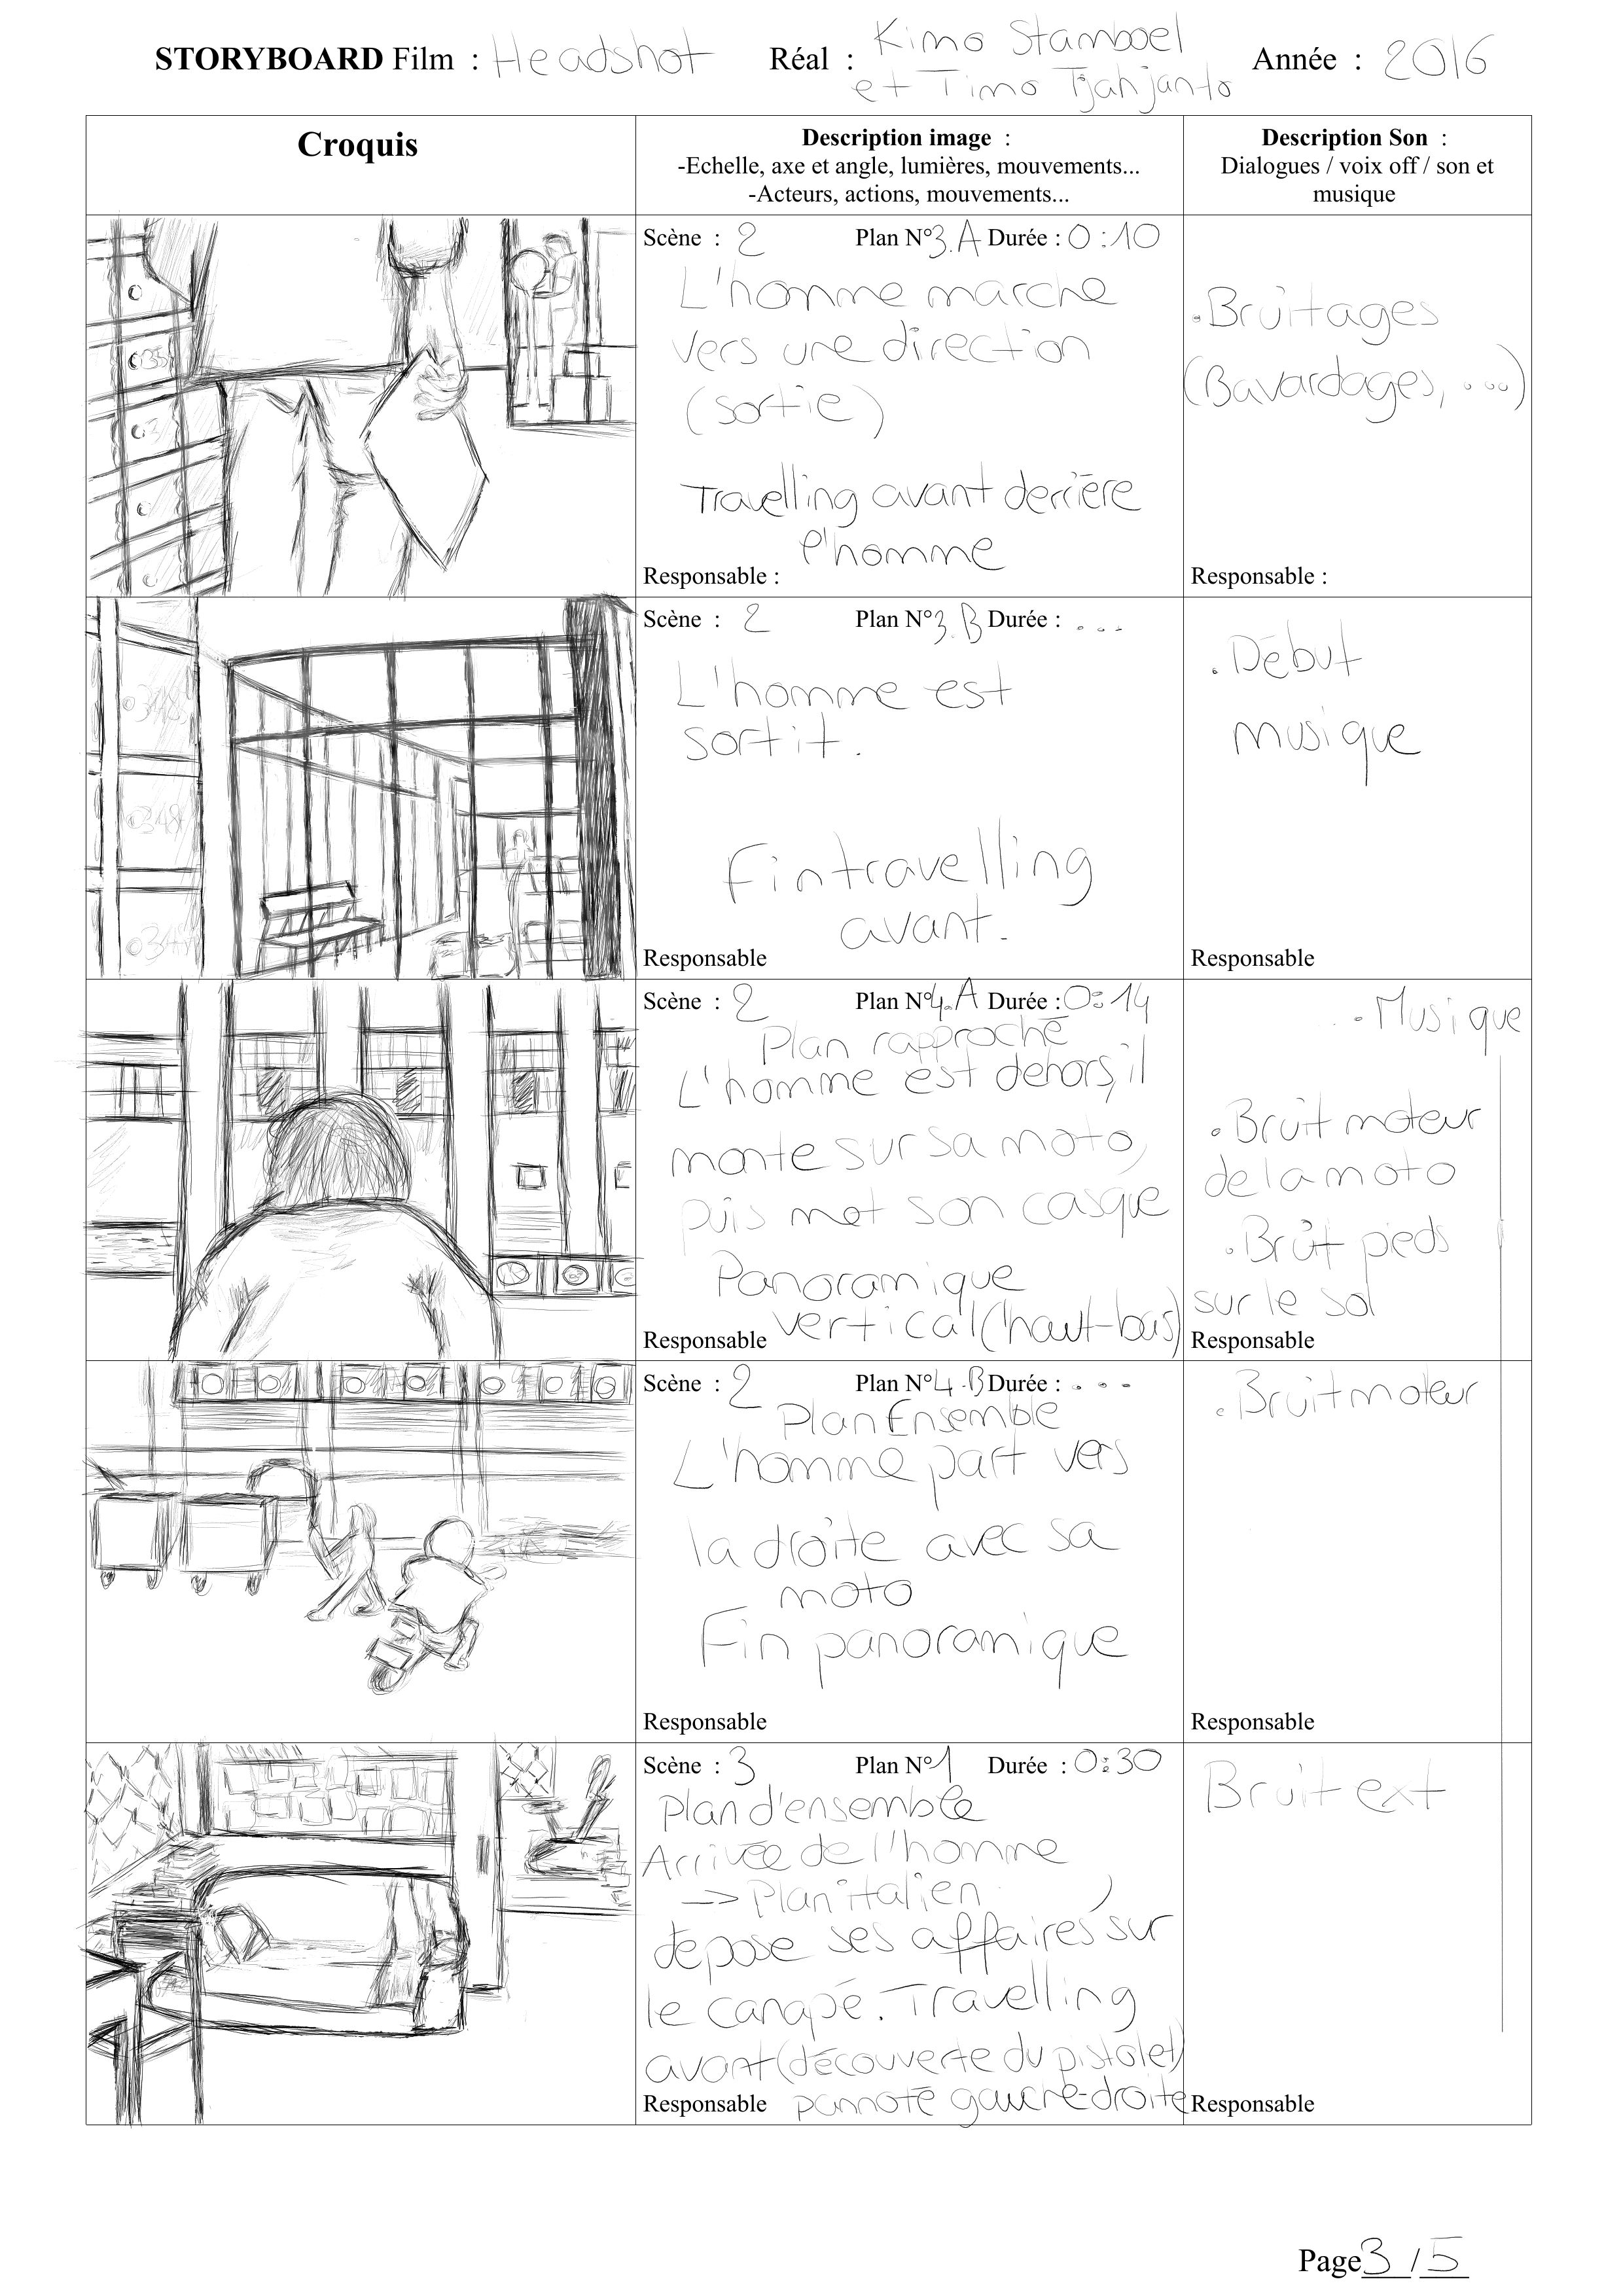 STORYBOARD Film : Headshot Réal : Kimo Stamboel Année : 2016
et Timo Tjahjanto
Croquis
Description image :
-Echelle, axe et angle, lumières, mouvements...
-Acteurs, actions, mouvements...
Description Son :
Dialogues / voix off / son et
musique
Scène : 2 Plan N°3.A Durée : 0:10
L'homme marche
vers une direction
(sortie)
Travelling avant derrière
l'homme
Responsable :
. Bruitages
(Bavardages, ...)
Responsable :
Scène : 2 Plan N°3.B Durée : ...
L'homme est
sortit.
Fin travelling
avant.
Responsable
. Début
musique
Responsable
348
348
Scène : 2 Plan N°4.A Durée : 0:14
Plan rapproché
L'homme est dehors, il
monte sur sa moto,
puis met son casque
Panoramique
vertical (haut-bas)
Responsable
. Musique
. Bruit moteur
de la moto
. Brût pieds
sur le sol
Responsable
Scène : 2 Plan N°4.B Durée : ...
Plan Ensemble
L'homme part vers
la droite avec sa
moto
Fin panoramique
Responsable
. Bruit moteur
Responsable
Scène : 3 Plan N°1 Durée : 0:30
plan d'ensemble
Arrivée de l'homme
-> Plan italien
dépose ses affaires sur
le canapé. Travelling
avant (découverte du pistolet)
pannoté gauche-droite
Responsable
Bruit ext
Responsable
Page 3 / 5